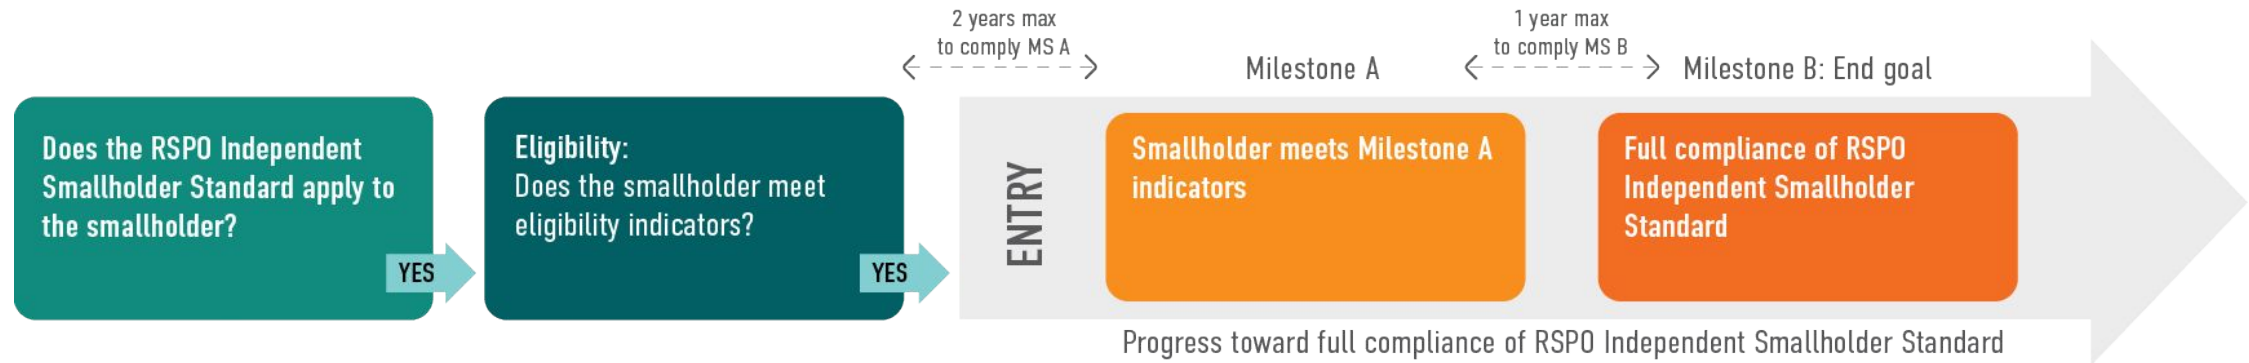 2 years max
to comply MS A
1 year max
to comply MS B
Milestone A
Milestone B: End goal
Does the RSPO Independent
Smallholder Standard apply to
the smallholder?
YES
Eligibility:
Does the smallholder meet
eligibility indicators?
YES
ENTRY
Smallholder meets Milestone A
indicators
Full compliance of RSPO
Independent Smallholder
Standard
Progress toward full compliance of RSPO Independent Smallholder Standard